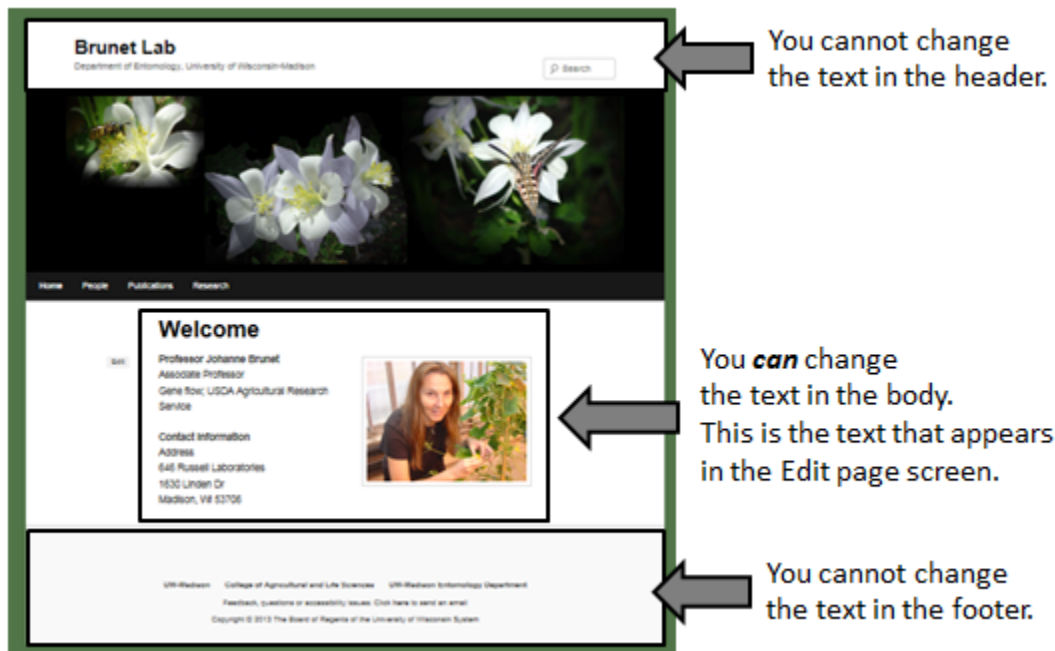 Brunet Lab
Department of Entomology, University of Wisconsin-Madison
Search
You cannot change
the text in the header.
Home People Publications Research
Welcome
Edit
Professor Johanne Brunet
Associate Professor
Gene flow; USDA Agricultural Research
Service
Contact Information
Address
646 Russell Laboratories
1630 Linden Dr
Madison, WI 53706
You can change
the text in the body.
This is the text that appears
in the Edit page screen.
UW-Madison College of Agricultural and Life Sciences UW-Madison Entomology Department
Feedback, questions or accessibility issues: Click here to send an email
Copyright © 2013 The Board of Regents of the University of Wisconsin System
You cannot change
the text in the footer.